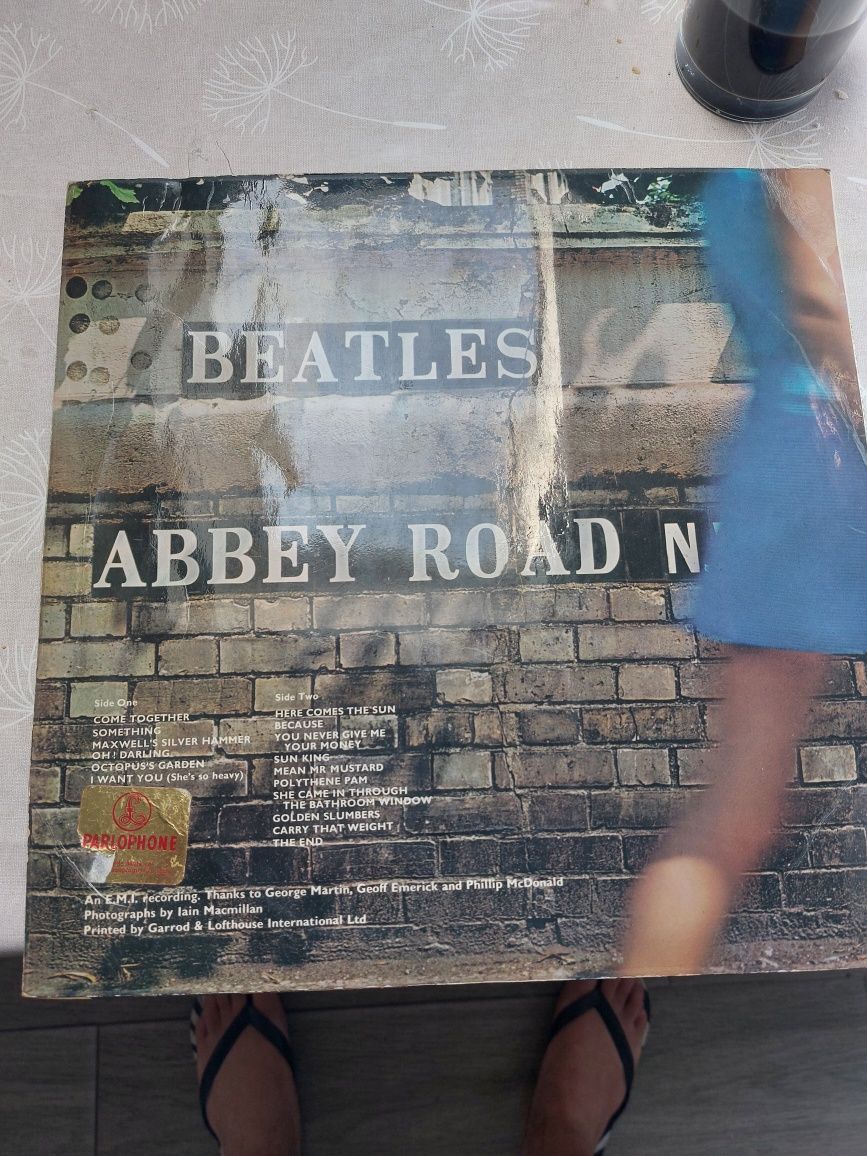 BEATLES
ABBEY ROAD N
Side One
COME TOGETHER
SOMETHING
MAXWELL'S SILVER HAMMER
OH! DARLING
OCTOPUS'S GARDEN
I WANT YOU (She's so heavy)
Side Two
HERE COMES THE SUN
BECAUSE
YOU NEVER GIVE ME
YOUR MONEY
SUN KING
MEAN MR MUSTARD
POLYTHENE PAM
SHE CAME IN THROUGH
THE BATHROOM WINDOW
GOLDEN SLUMBERS
CARRY THAT WEIGHT
THE END
PARLOPHONE
An E.M.I. recording. Thanks to George Martin, Geoff Emerick and Phillip McDonald
Photographs by Iain Macmillan
Printed by Garrod & Lofthouse International Ltd